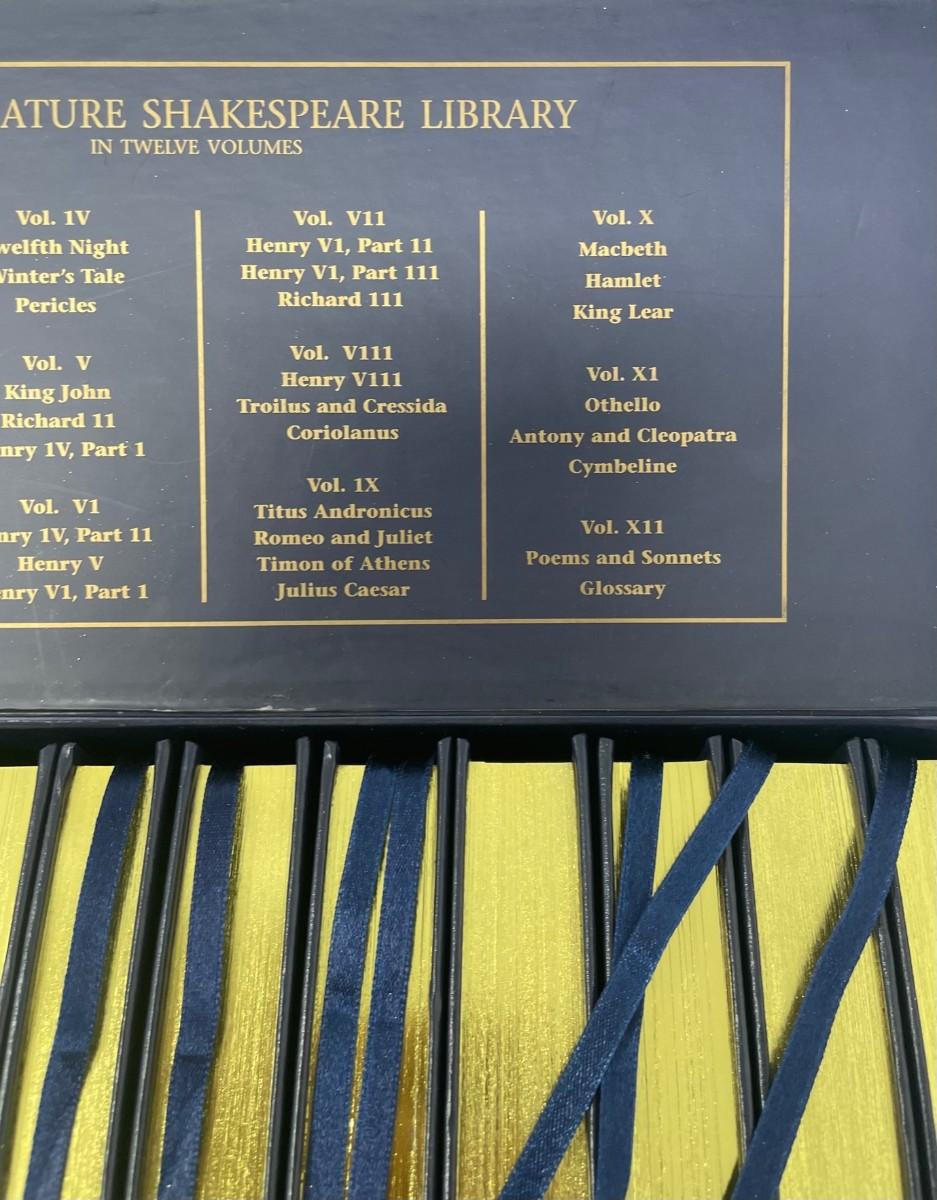 ATURE SHAKESPEARE LIBRARY
IN TWELVE VOLUMES
Vol. 1V
welfth Night
Winter's Tale
Pericles
Vol. V
King John
Richard 11
nry 1V, Part 1
Vol. V1
nry 1V, Part 11
Henry V
enry V1, Part 1
Vol. V11
Henry V1, Part 11
Henry V1, Part 111
Richard 111
Vol. V111
Henry V111
Troilus and Cressida
Coriolanus
Vol. 1X
Titus Andronicus
Romeo and Juliet
Timon of Athens
Julius Caesar
Vol. X
Macbeth
Hamlet
King Lear
Vol. X1
Othello
Antony and Cleopatra
Cymbeline
Vol. X11
Poems and Sonnets
Glossary